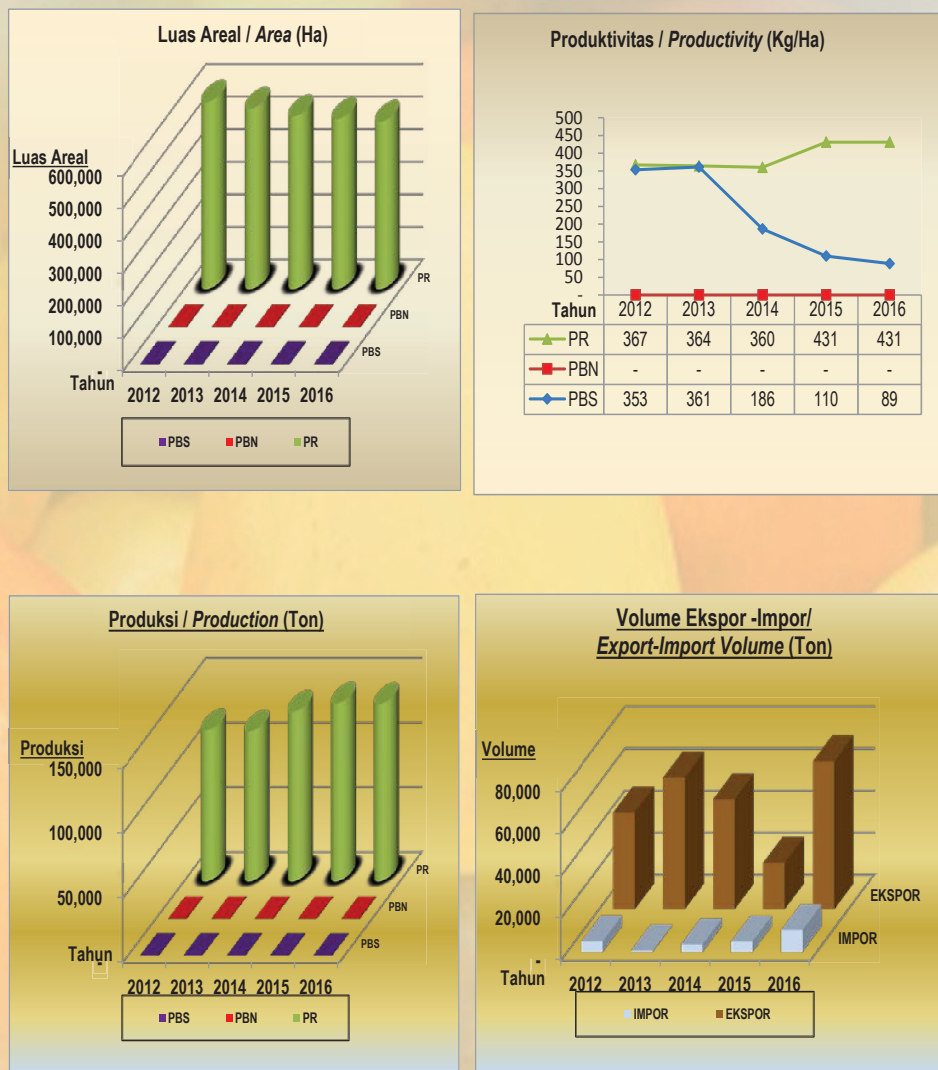 Luas Areal / Area (Ha)
Luas Areal
600,000
500,000
400,000
300,000
200,000
100,000
-
Tahun
2012 2013 2014 2015 2016
PR
PBN
PBS
PBS PBN PR
Produktivitas / Productivity (Kg/Ha)
500
450
400
350
300
250
200
150
100
50
-
Tahun 2012 2013 2014 2015 2016
PR 367 364 360 431 431
PBN - - - - -
PBS 353 361 186 110 89
Produksi / Production (Ton)
Produksi
150,000
100,000
50,000
-
Tahun
2012 2013 2014 2015 2016
PR
PBN
PBS
PBS PBN PR
Volume Ekspor -Impor/
Export-Import Volume (Ton)
Volume
80,000
60,000
40,000
20,000
-
Tahun
2012 2013 2014 2015 2016
EKSPOR
IMPOR
IMPOR EKSPOR